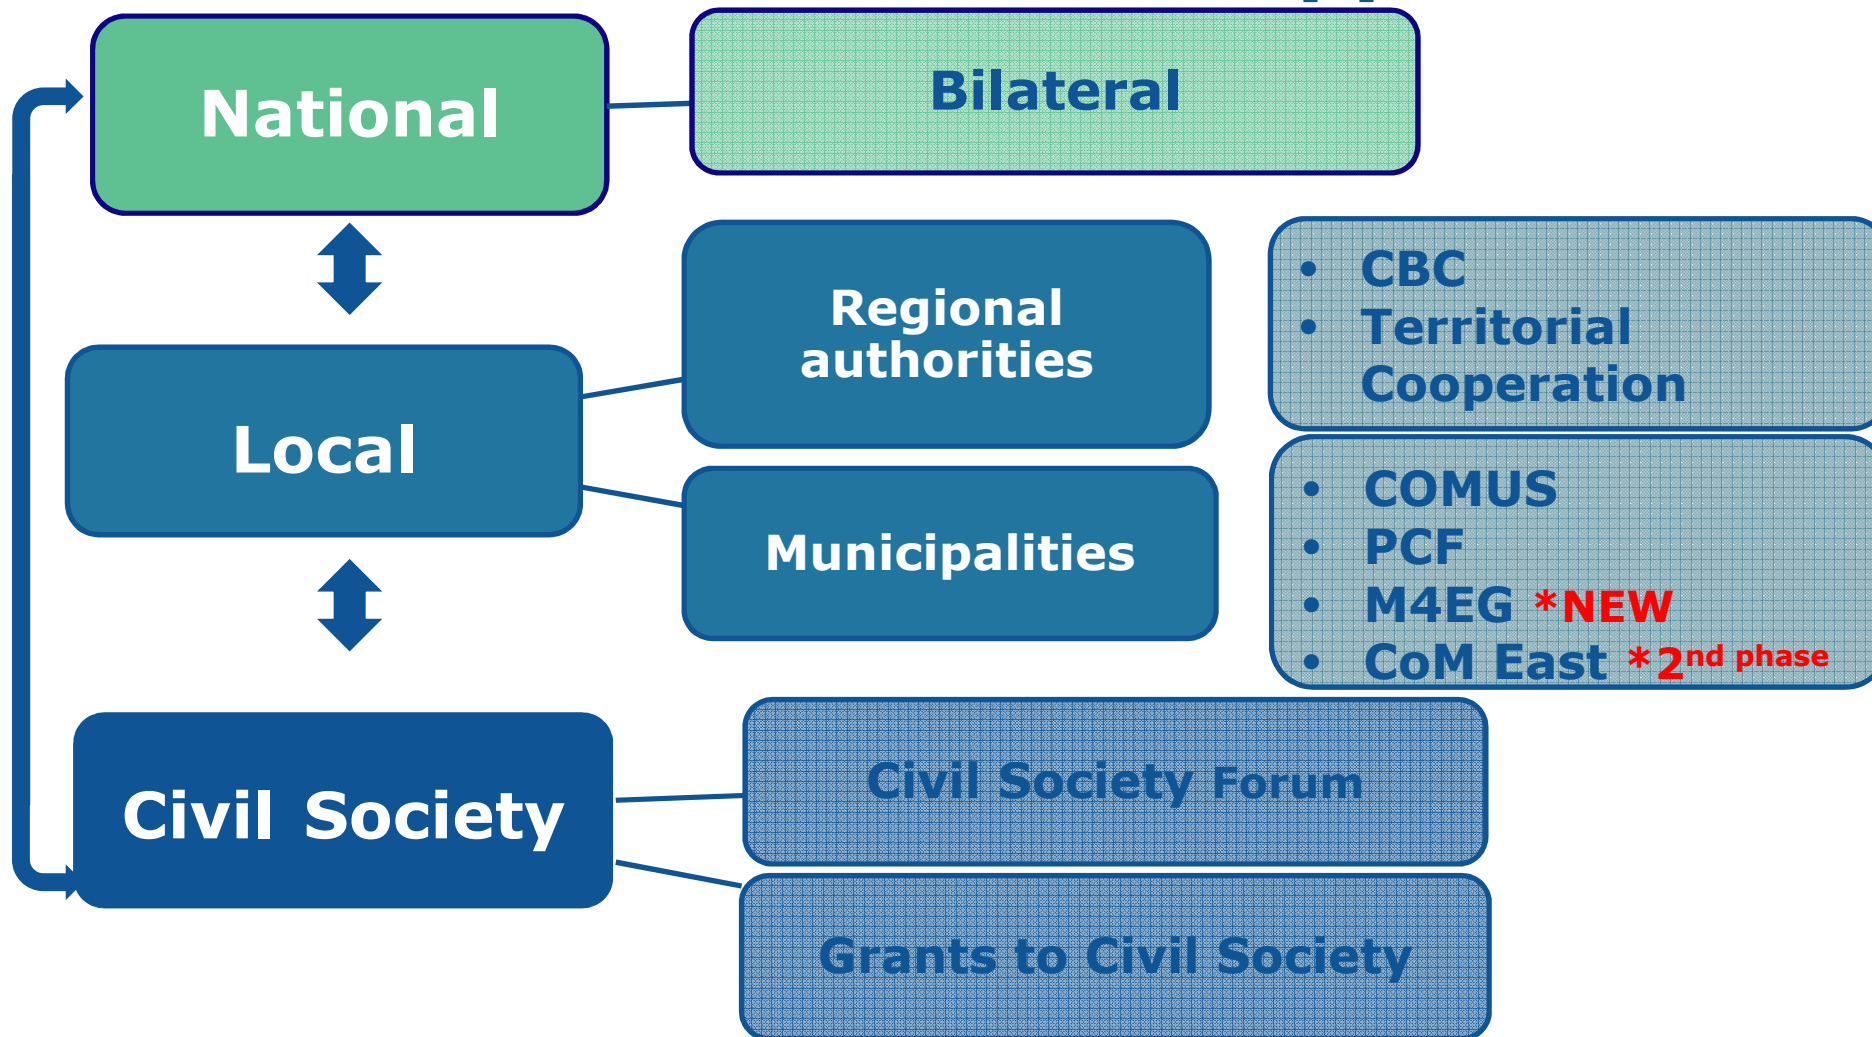 National
Bilateral
Regional
authorities
• CBC
• Territorial
Cooperation
Local
Municipalities
• COMUS
• PCF
• M4EG *NEW
• CoM East *2nd phase
Civil Society
Civil Society Forum
Grants to Civil Society